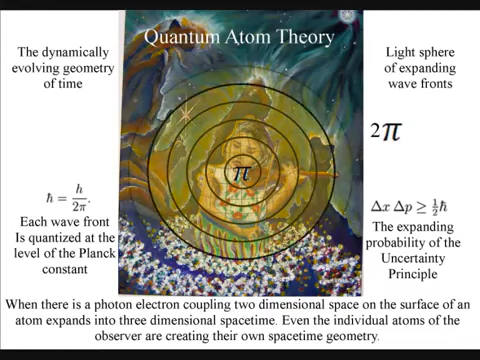 Quantum Atom Theory
The dynamically
evolving geometry
of time
Light sphere
of expanding
wave fronts
2π
π
ħ = h/2π.
Each wave front
Is quantized at the
level of the Planck
constant
Δx Δp ≥ ½ħ
The expanding
probability of the
Uncertainty
Principle
When there is a photon electron coupling two dimensional space on the surface of an
atom expands into three dimensional spacetime. Even the individual atoms of the
observer are creating their own spacetime geometry.